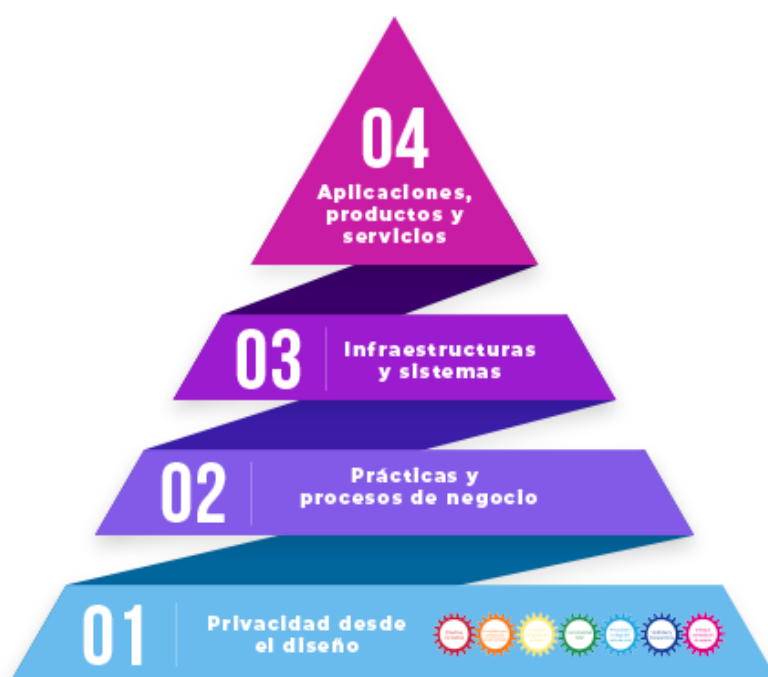 04
Aplicaciones,
productos y
servicios
03
Infraestructuras
y sistemas
02
Prácticas y
procesos de negocio
01
Privacidad desde
el diseño